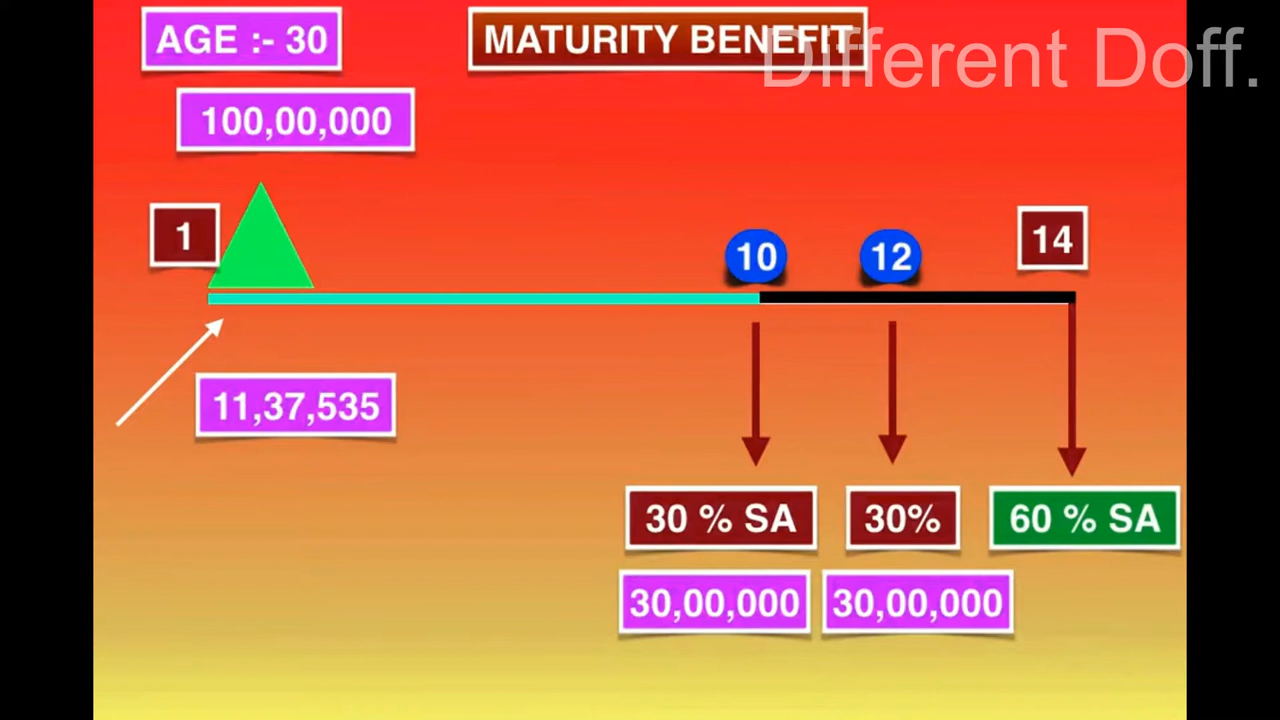 AGE :- 30
MATURITY BENEFIT
Different Doff.
100,00,000
1
10
12
14
11,37,535
30 % SA
30%
60 % SA
30,00,000
30,00,000